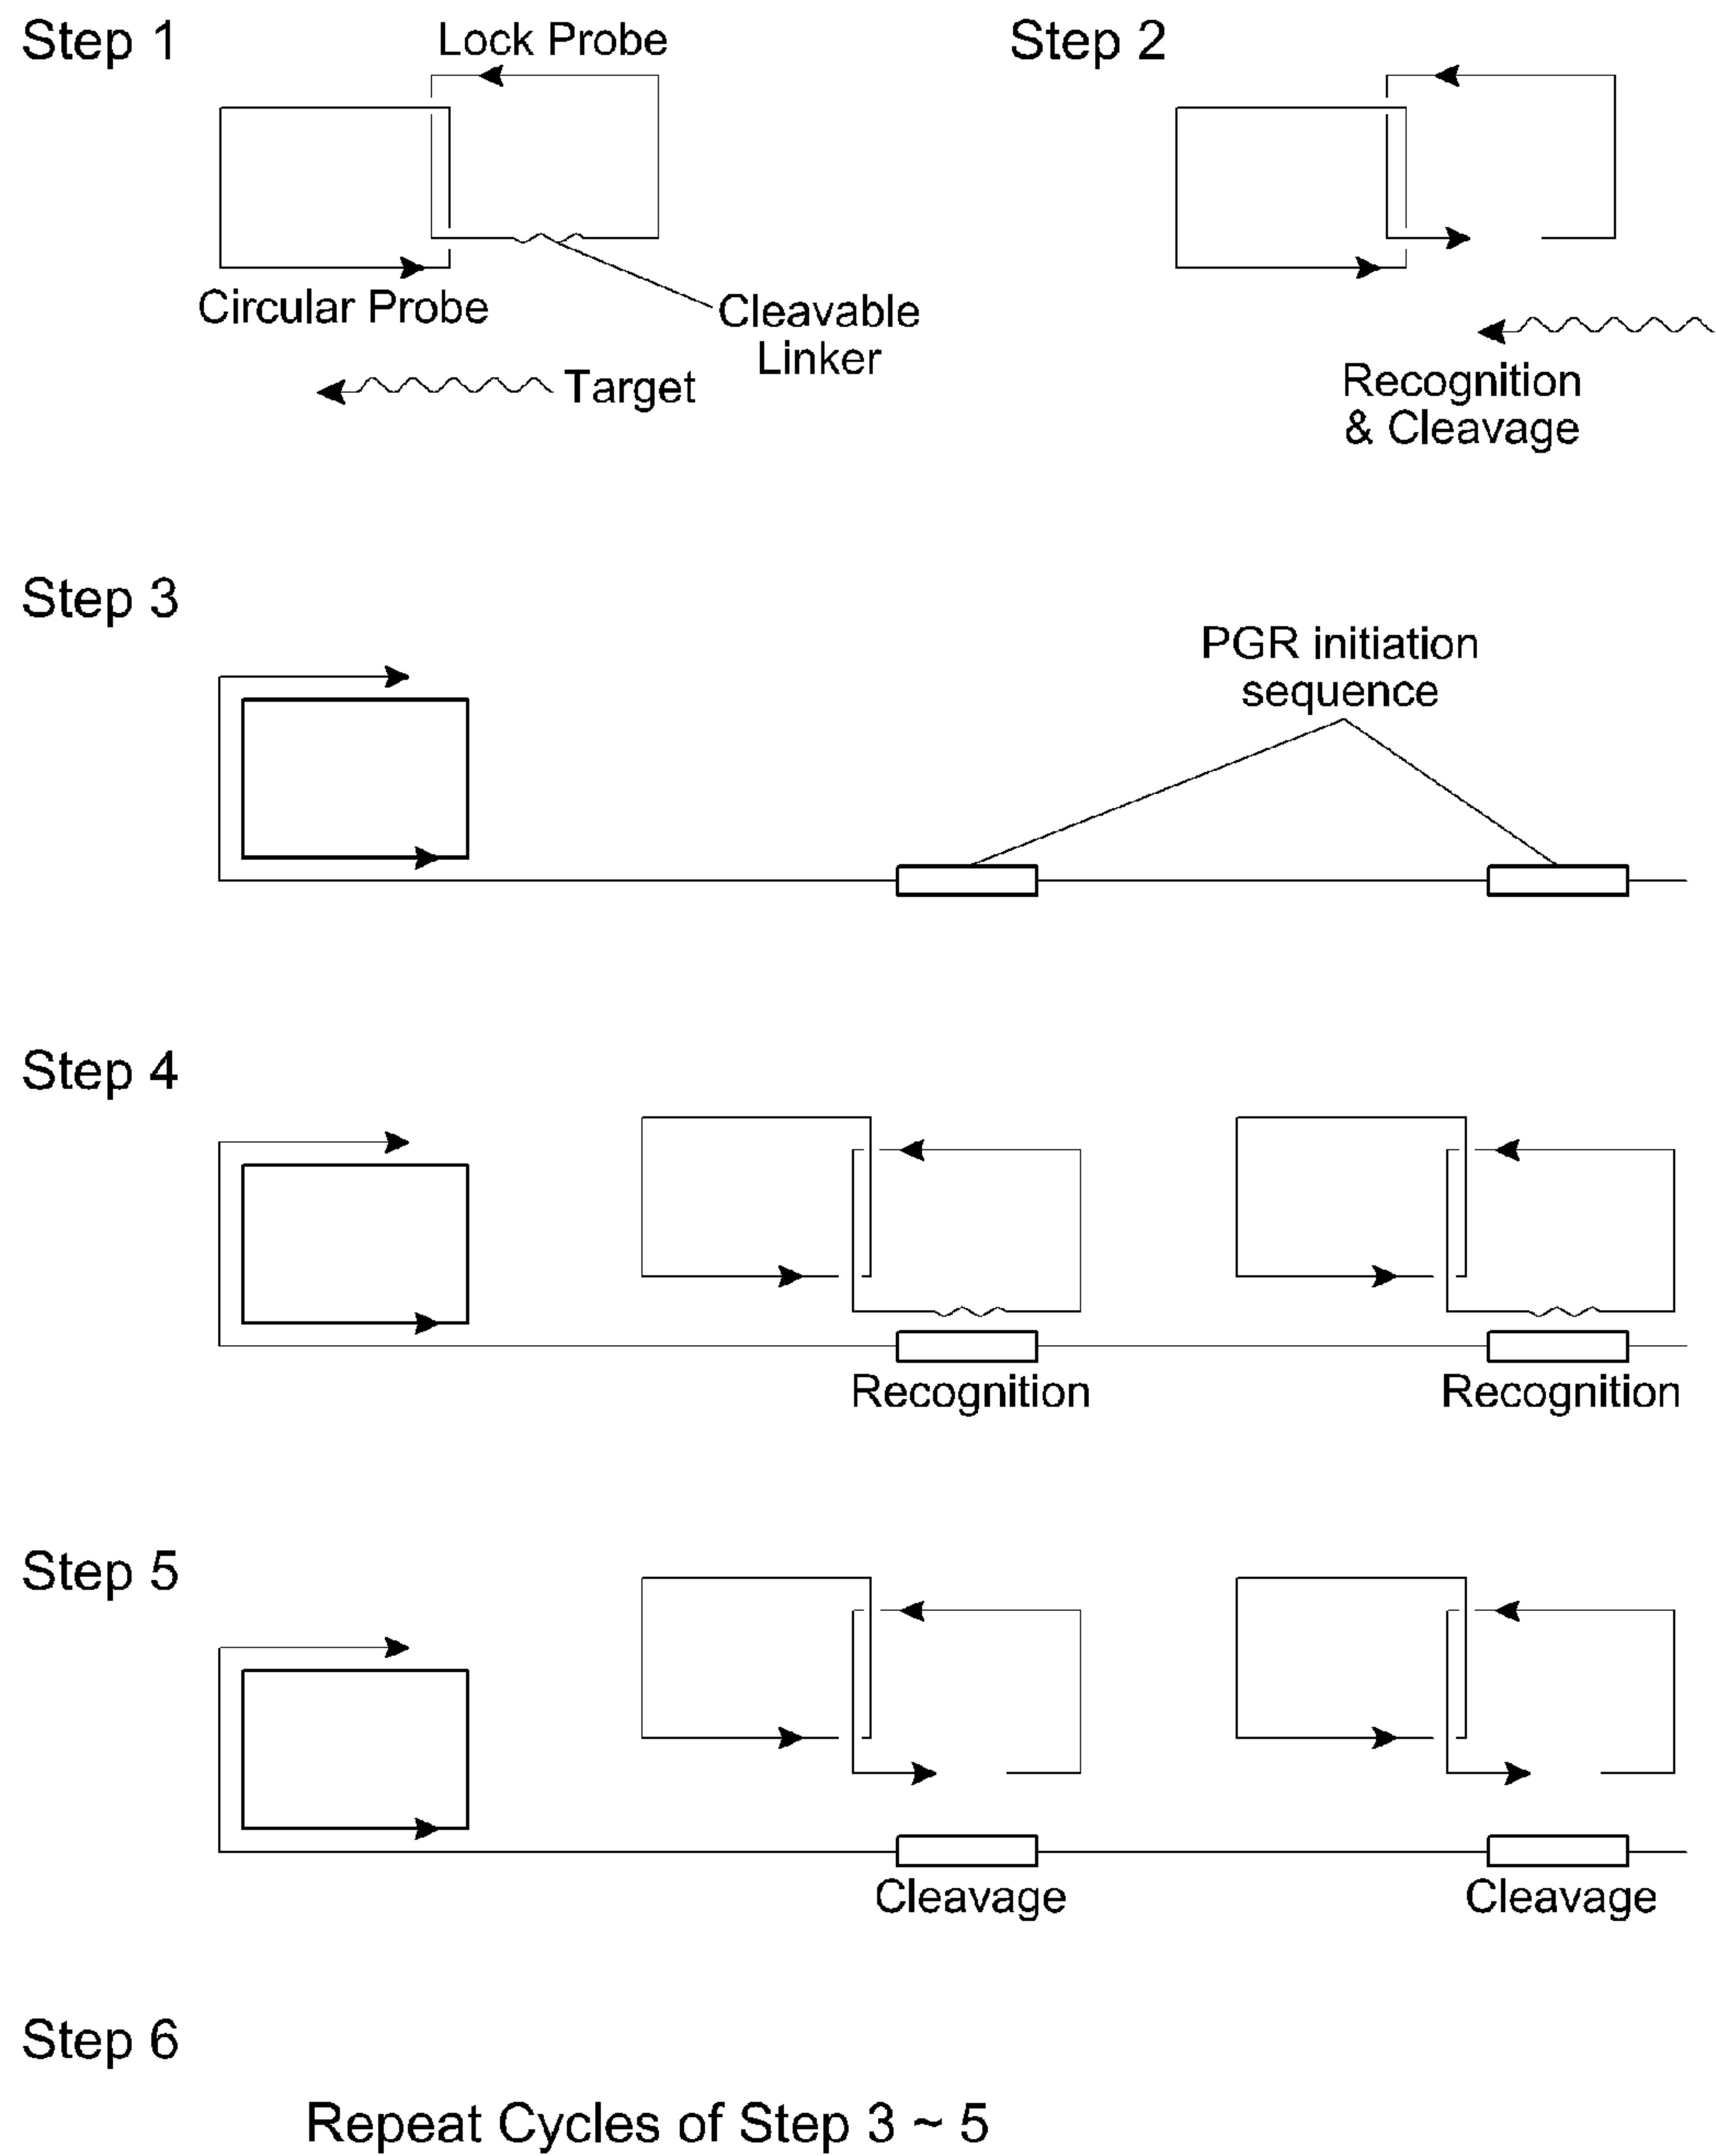 Step 1
Lock Probe
Step 2
Circular Probe
Cleavable
Linker
Target
Recognition
& Cleavage
Step 3
PGR initiation
sequence
Step 4
Recognition
Recognition
Step 5
Cleavage
Cleavage
Step 6
Repeat Cycles of Step 3 ~ 5